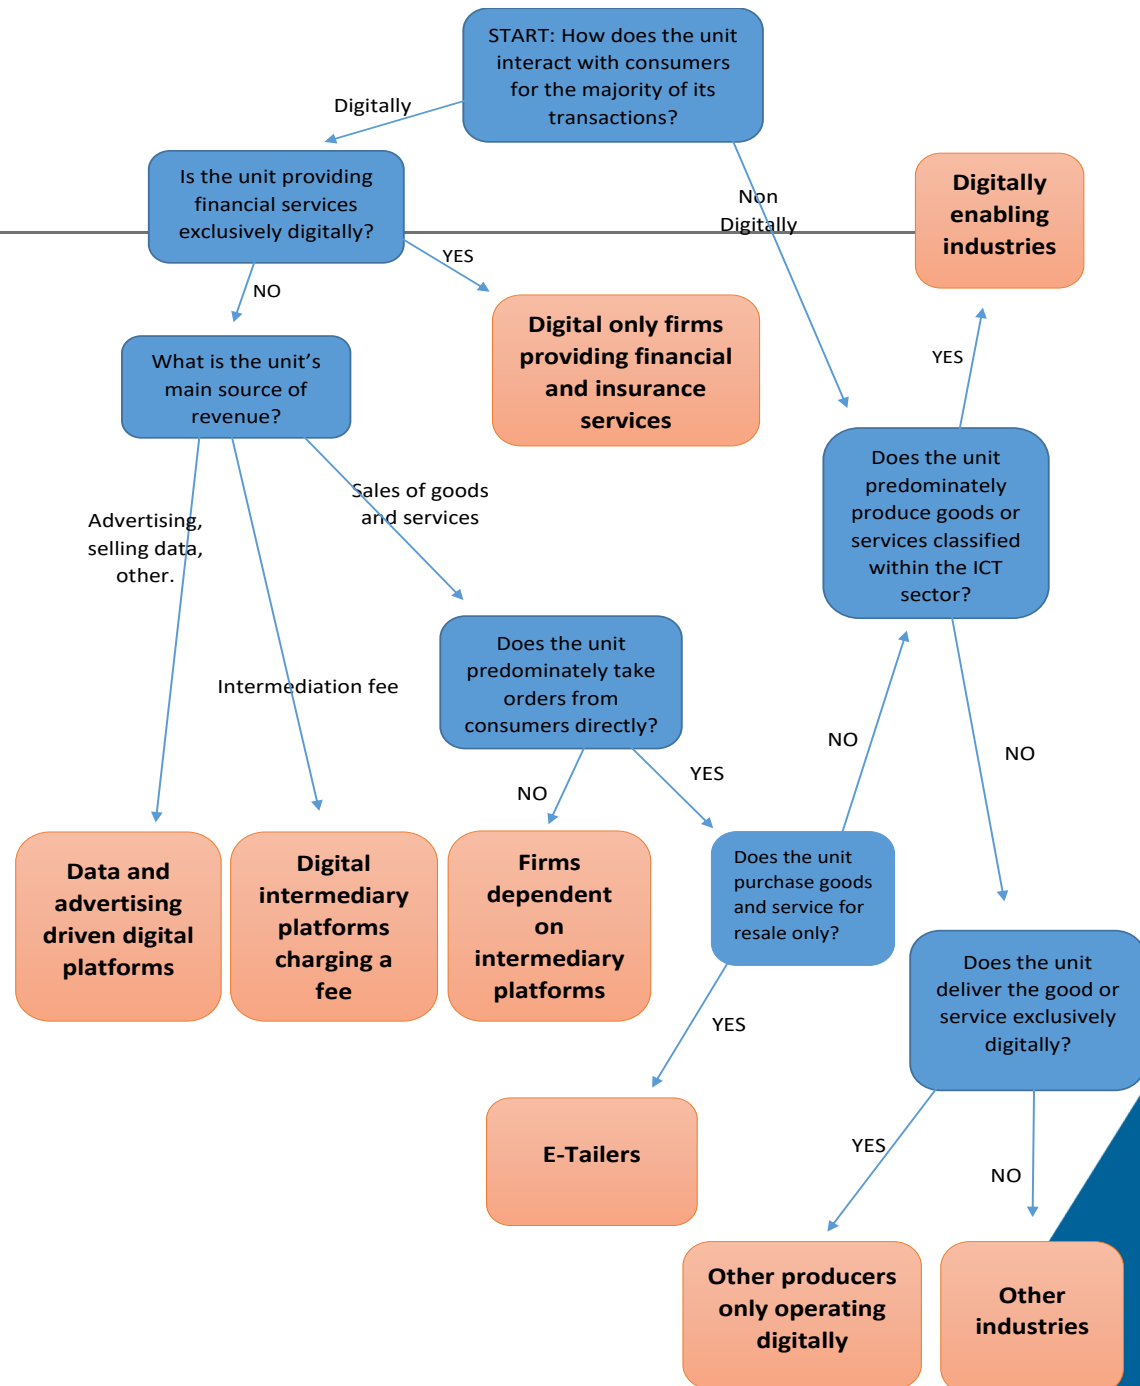 START: How does the unit
interact with consumers
for the majority of its
transactions?
Digitally
Is the unit providing
financial services
exclusively digitally?
Non
Digitally
Digitally
enabling
industries
YES
NO
Digital only firms
providing financial
and insurance
services
What is the unit’s
main source of
revenue?
YES
Does the unit
predominately
produce goods or
services classified
within the ICT
sector?
Sales of goods
and services
Advertising,
selling data,
other.
Does the unit
predominately take
orders from
consumers directly?
Intermediation fee
NO
NO
YES
NO
Data and
advertising
driven digital
platforms
Digital
intermediary
platforms
charging a
fee
Firms
dependent
on
intermediary
platforms
Does the unit
purchase goods
and service for
resale only?
Does the unit
deliver the good or
service exclusively
digitally?
YES
E-Tailers
YES
NO
Other producers
only operating
digitally
Other
industries